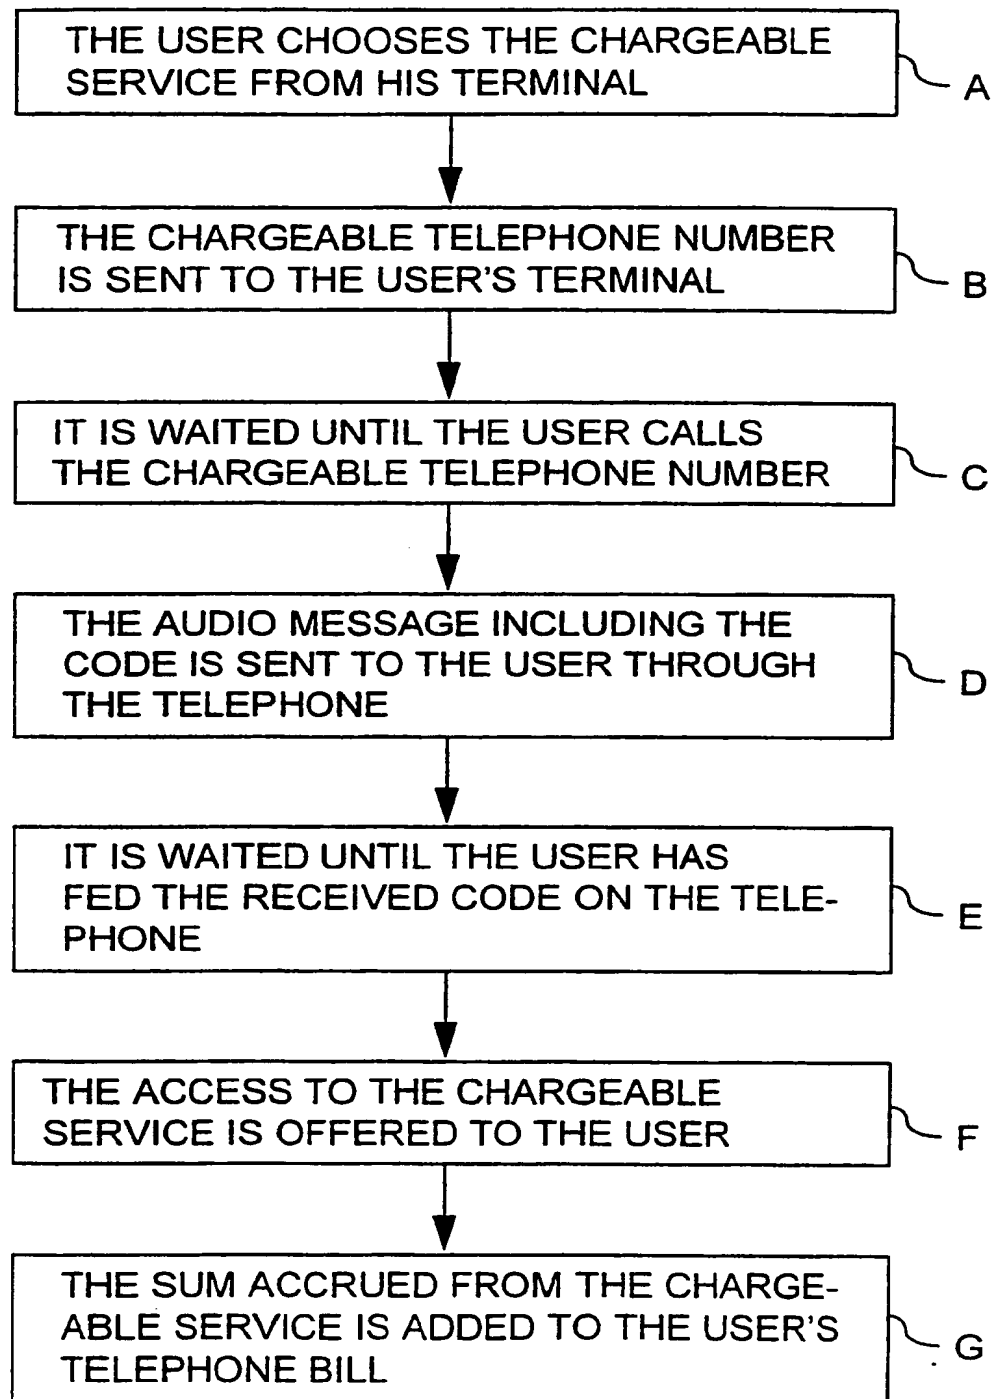 THE USER CHOOSES THE CHARGEABLE
SERVICE FROM HIS TERMINAL
A
THE CHARGEABLE TELEPHONE NUMBER
IS SENT TO THE USER'S TERMINAL
B
IT IS WAITED UNTIL THE USER CALLS
THE CHARGEABLE TELEPHONE NUMBER
C
THE AUDIO MESSAGE INCLUDING THE
CODE IS SENT TO THE USER THROUGH
THE TELEPHONE
D
IT IS WAITED UNTIL THE USER HAS
FED THE RECEIVED CODE ON THE TELE-
PHONE
E
THE ACCESS TO THE CHARGEABLE
SERVICE IS OFFERED TO THE USER
F
THE SUM ACCRUED FROM THE CHARGE-
ABLE SERVICE IS ADDED TO THE USER'S
TELEPHONE BILL
G